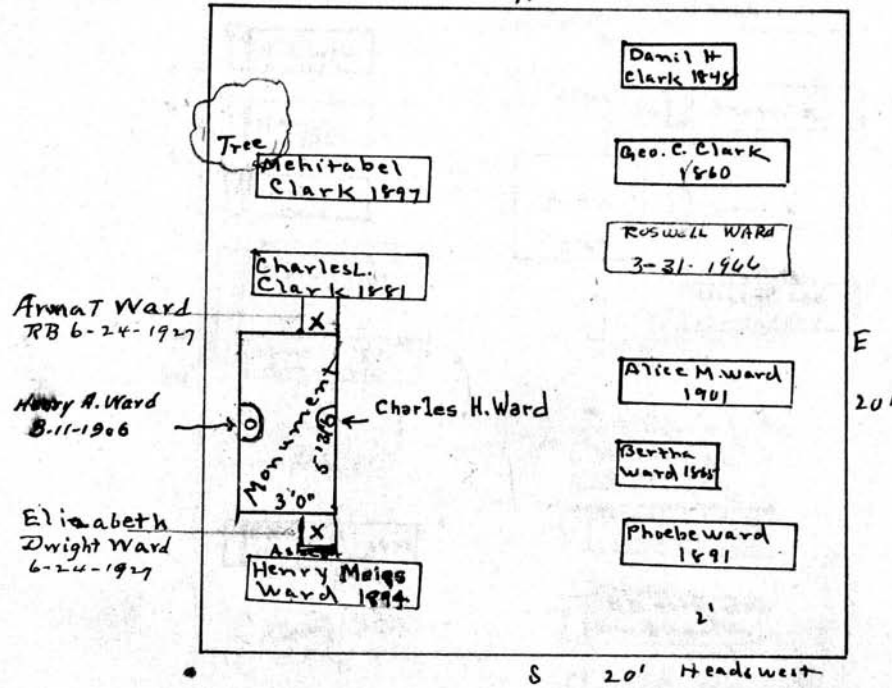 Danil H
Clark 1848
Tree
Geo. C. Clark
1860
Mehitabel
Clark 1897
ROSWELL WARD
3-31-1966
Charles L.
Clark 1881
Anna T Ward
RB 6-24-1927
X
E
20'
Alice M. Ward
1901
Henry A. Ward
8-11-1906
Monument
5'2"
Charles H. Ward
Bertha
Ward 1865
3'0"
Elizabeth
Dwight Ward
6-24-1927
X
Phoebe Ward
1891
Ashes
Henry Meigs
Ward 1894
2'
S 20' Heads west